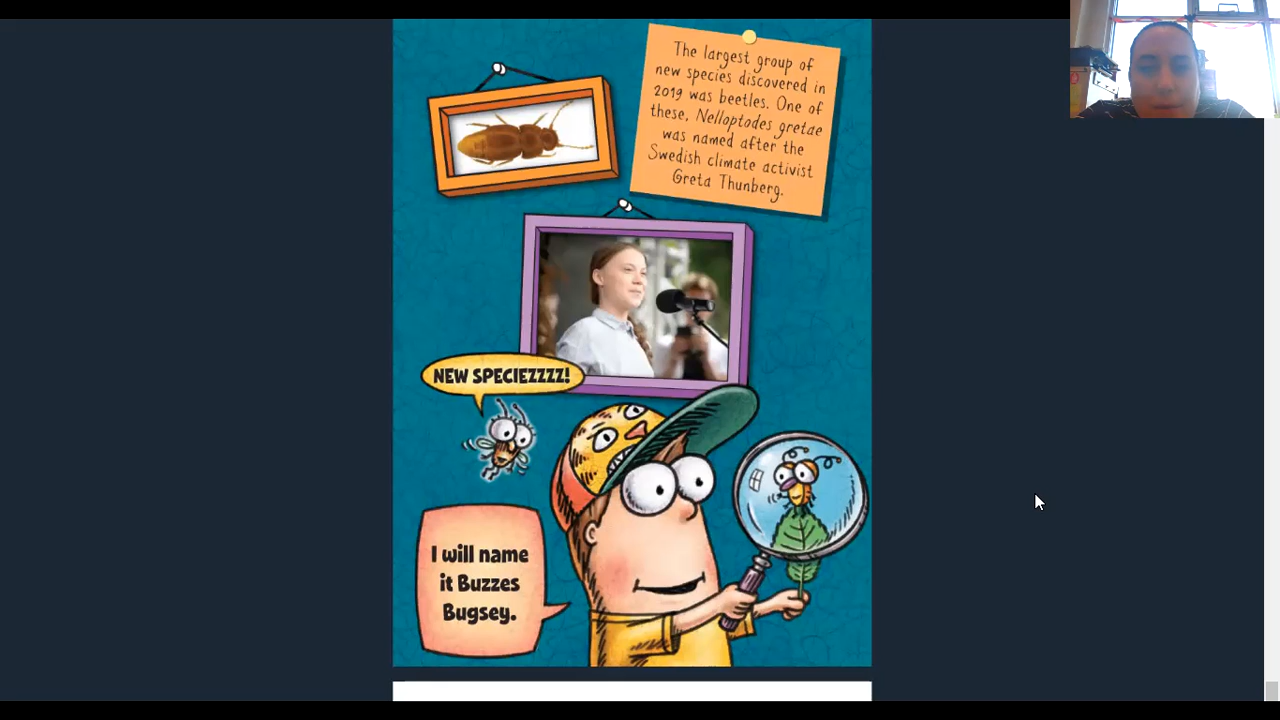 The largest group of
new species discovered in
2019 was beetles. One of
these, Nelloptodes gretae
was named after the
Swedish climate activist
Greta Thunberg.
NEW SPECIEZZZZ!
I will name
it Buzzes
Bugsey.